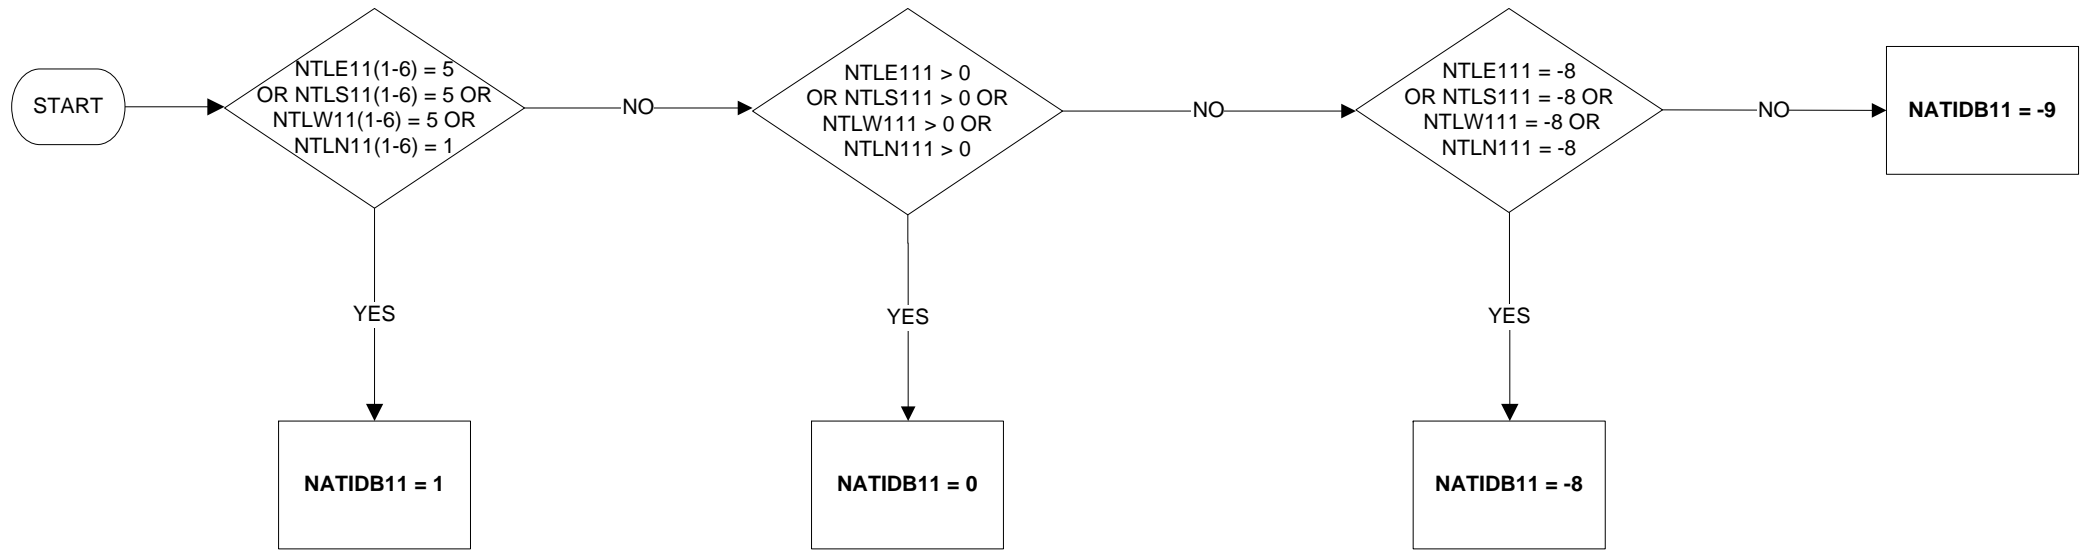 START
NTLE11(1-6) = 5
OR NTLS11(1-6) = 5 OR
NTLW11(1-6) = 5 OR
NTLN11(1-6) = 1
NO
NTLE111 > 0
OR NTLS111 > 0 OR
NTLW111 > 0 OR
NTLN111 > 0
NO
NTLE111 = -8
OR NTLS111 = -8 OR
NTLW111 = -8 OR
NTLN111 = -8
NO
NATIDB11 = -9
YES
YES
YES
NATIDB11 = 1
NATIDB11 = 0
NATIDB11 = -8